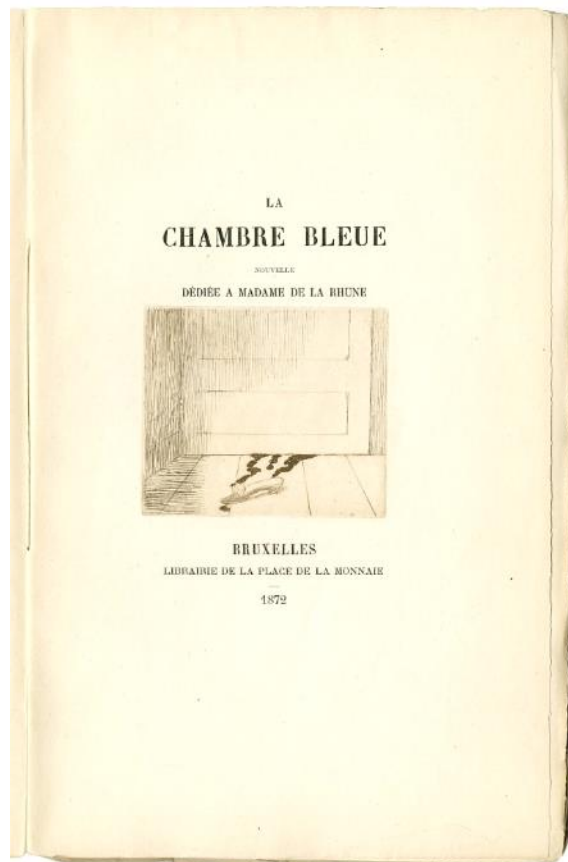 LA
CHAMBRE BLEUE
NOUVELLE
DÉDIÉE A MADAME DE LA RHUNE
BRUXELLES
LIBRAIRIE DE LA PLACE DE LA MONNAIE
1872